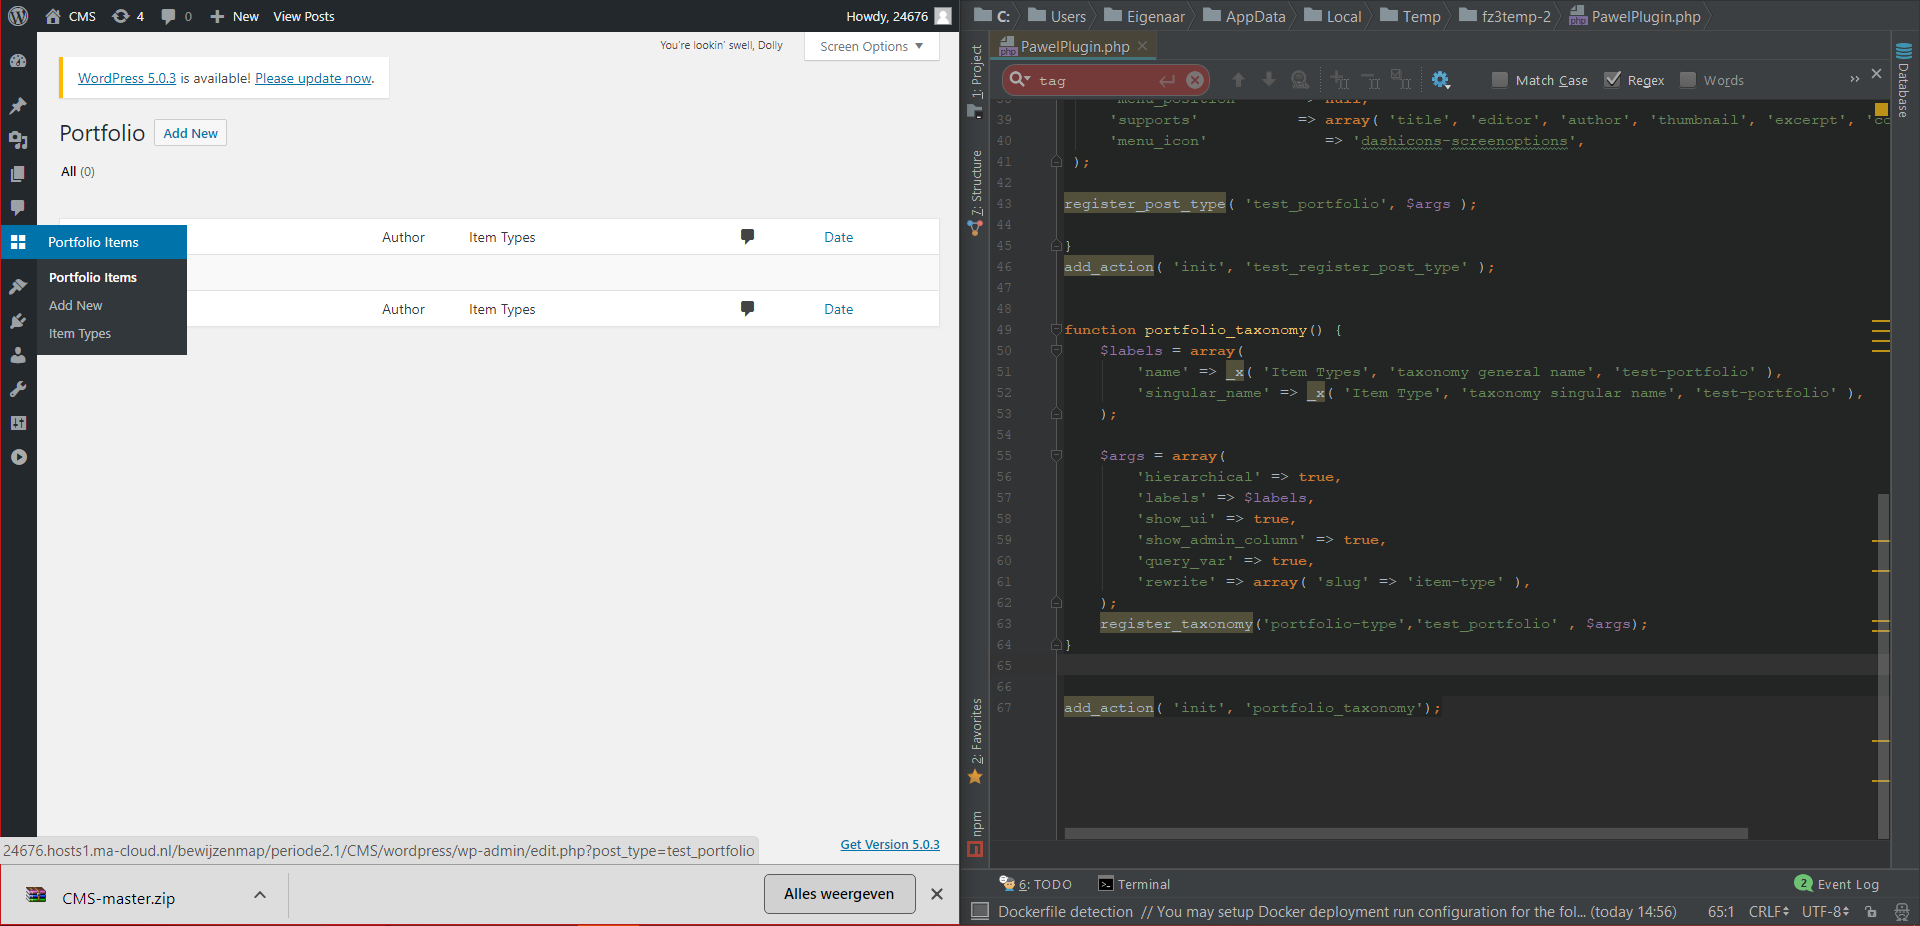 CMS 4 0 New View Posts Howdy, 24676
You're lookin' swell, Dolly
Screen Options
WordPress 5.0.3 is available! Please update now.
Portfolio Add New
All (0)
Author Item Types Date
Portfolio Items
Portfolio Items
Add New
Item Types
Author Item Types Date
Get Version 5.0.3
24676.hosts1.ma-cloud.nl/bewijzenmap/periode2.1/CMS/wordpress/wp-admin/edit.php?post_type=test_portfolio
CMS-master.zip
Alles weergeven
C: Users Eigenaar AppData Local Temp fz3temp-2 PawelPlugin.php
PawelPlugin.php
tag
Match Case Regex Words
1: Project
7: Structure
2: Favorites
npm
Database
39 'supports' => array( 'title', 'editor', 'author', 'thumbnail', 'excerpt', 'co
40 'menu_icon' => 'dashicons-screenoptions',
41 );
42
43 register_post_type( 'test_portfolio', $args );
44
45 }
46 add_action( 'init', 'test_register_post_type' );
47
48
49 function portfolio_taxonomy() {
50 $labels = array(
51 'name' => _x( 'Item Types', 'taxonomy general name', 'test-portfolio' ),
52 'singular_name' => _x( 'Item Type', 'taxonomy singular name', 'test-portfolio' ),
53 );
54
55 $args = array(
56 'hierarchical' => true,
57 'labels' => $labels,
58 'show_ui' => true,
59 'show_admin_column' => true,
60 'query_var' => true,
61 'rewrite' => array( 'slug' => 'item-type' ),
62 );
63 register_taxonomy('portfolio-type','test_portfolio' , $args);
64 }
65
66
67 add_action( 'init', 'portfolio_taxonomy');
6: TODO Terminal 2 Event Log
Dockerfile detection // You may setup Docker deployment run configuration for the fol... (today 14:56) 65:1 CRLF UTF-8